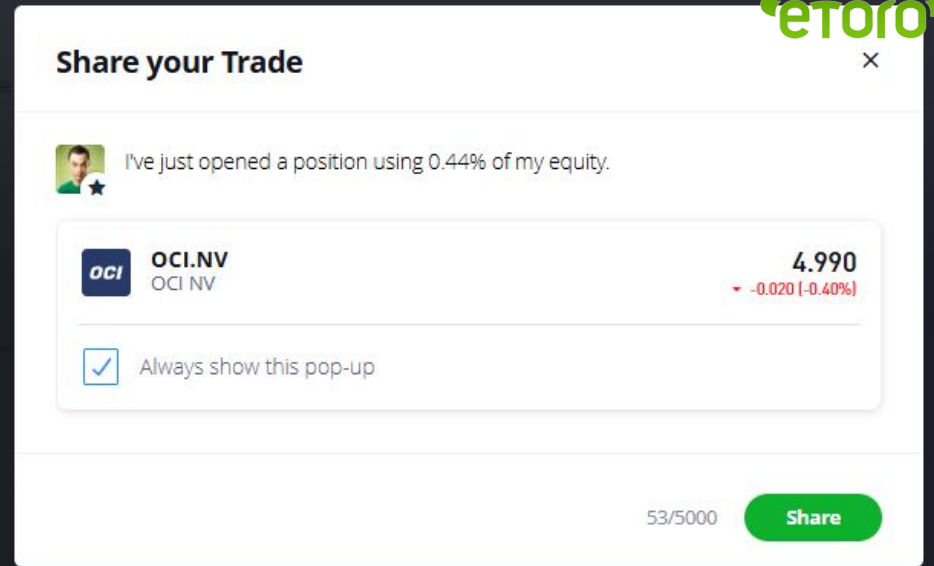 eToro
Share your Trade
×
I've just opened a position using 0.44% of my equity.
OCI
OCI.NV
OCI NV
4.990
-0.020 (-0.40%)
Always show this pop-up
53/5000
Share